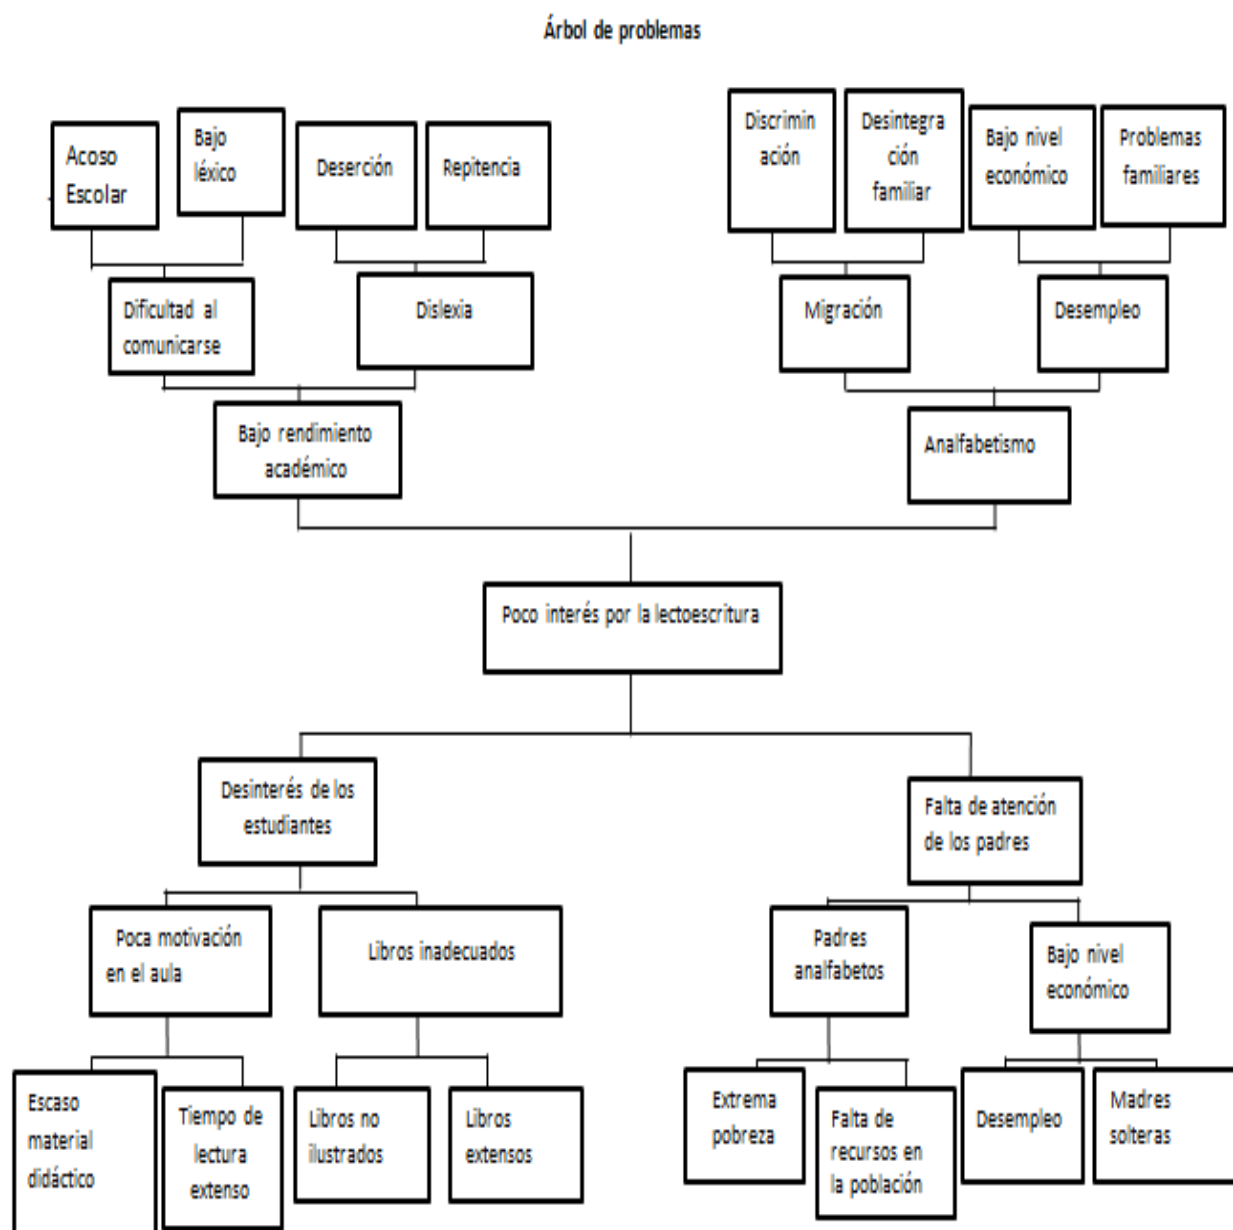 Árbol de problemas
Acoso
Escolar
Bajo
léxico
Deserción
Repitencia
Discrimin
ación
Desintegra
ción
familiar
Bajo nivel
económico
Problemas
familiares
Dificultad al
comunicarse
Dislexia
Migración
Desempleo
Bajo rendimiento
académico
Analfabetismo
Poco interés por la lectoescritura
Desinterés de los
estudiantes
Falta de atención
de los padres
Poca motivación
en el aula
Libros inadecuados
Padres
analfabetos
Bajo nivel
económico
Escaso
material
didáctico
Tiempo de
lectura
extenso
Libros no
ilustrados
Libros
extensos
Extrema
pobreza
Falta de
recursos en
la población
Desempleo
Madres
solteras